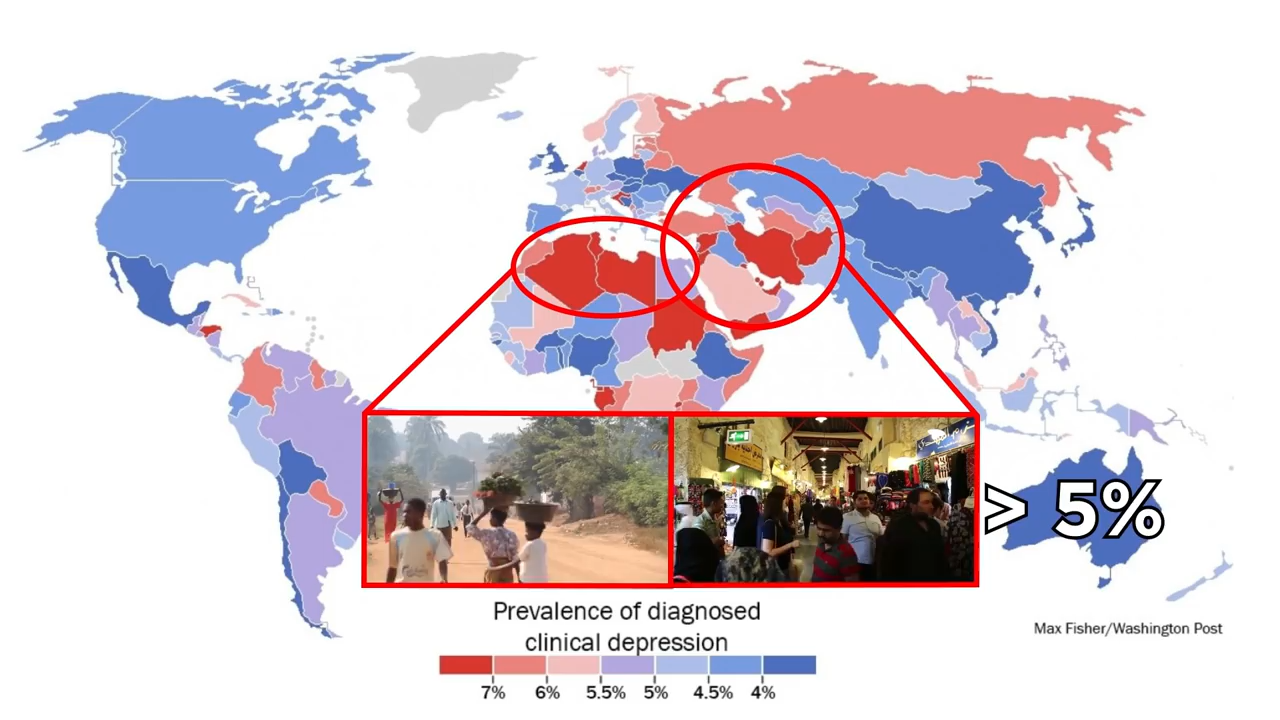 > 5%
Max Fisher/Washington Post
Prevalence of diagnosed
clinical depression
7% 6% 5.5% 5% 4.5% 4%